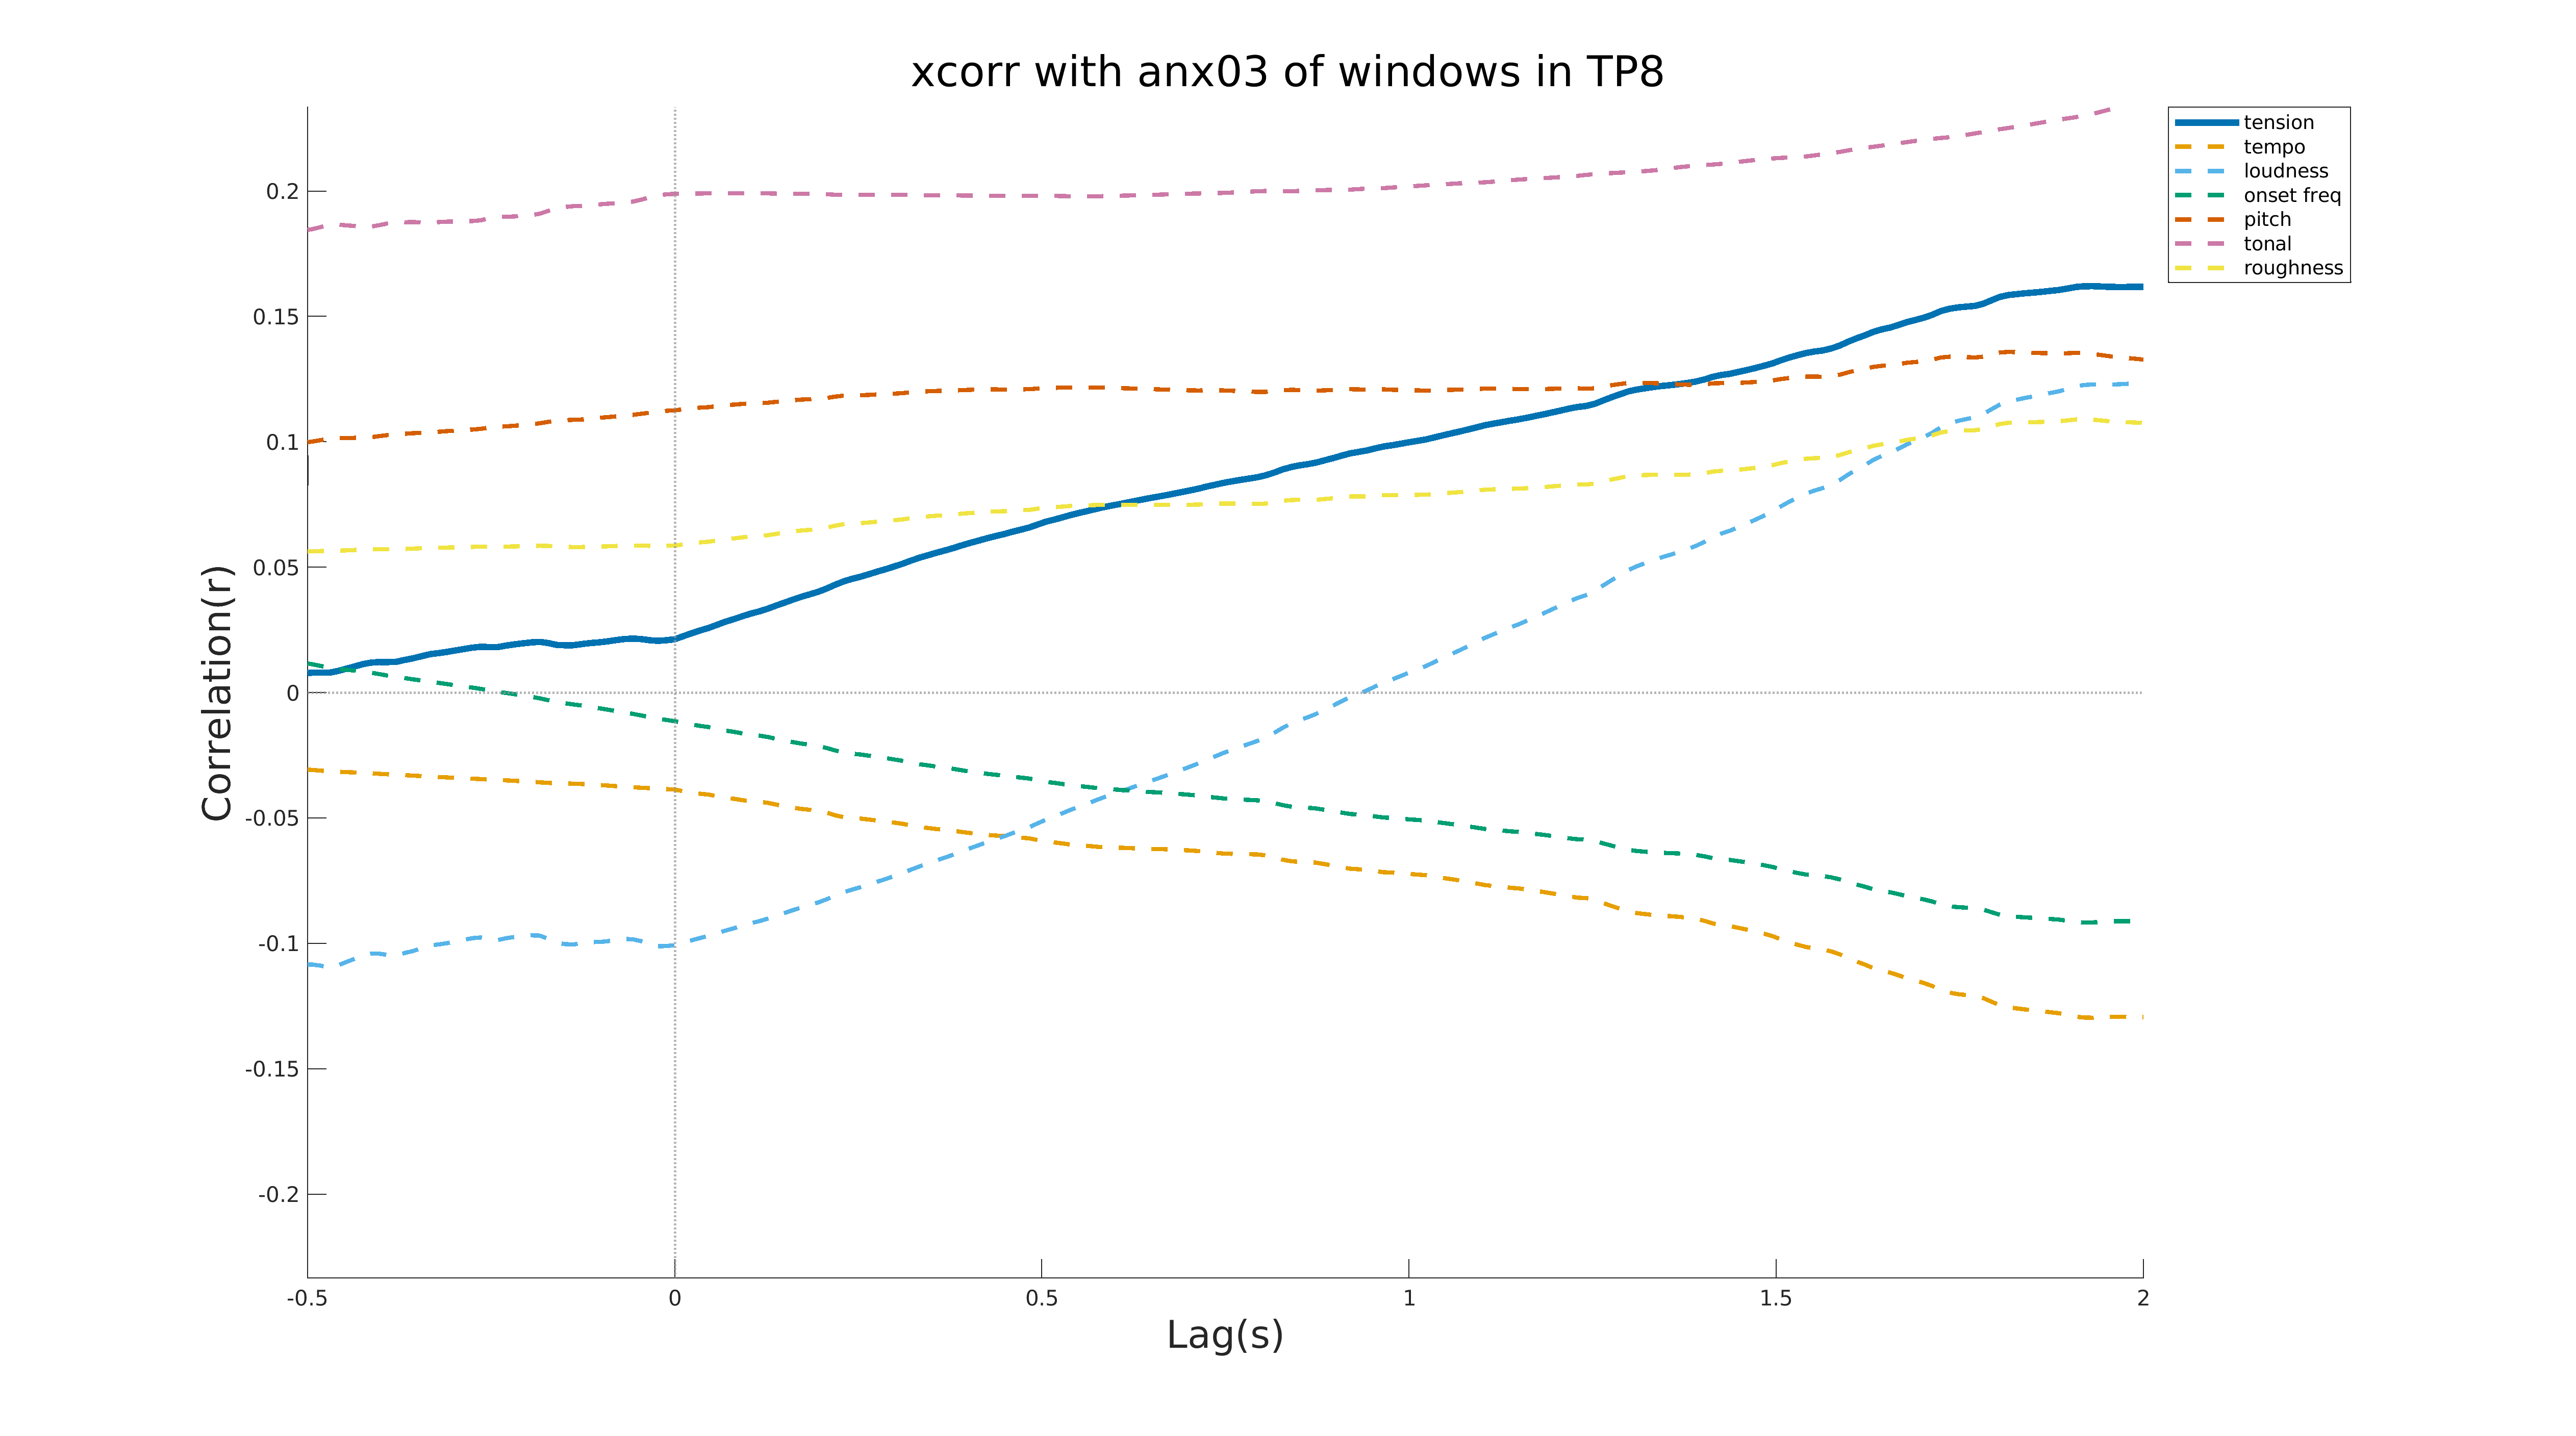 xcorr with anx03 of windows in TP8
tension
tempo
loudness
onset freq
pitch
tonal
roughness
0.2
0.15
0.1
0.05
0
-0.05
-0.1
-0.15
-0.2
Correlation(r)
-0.5
0
0.5
1
1.5
2
Lag(s)